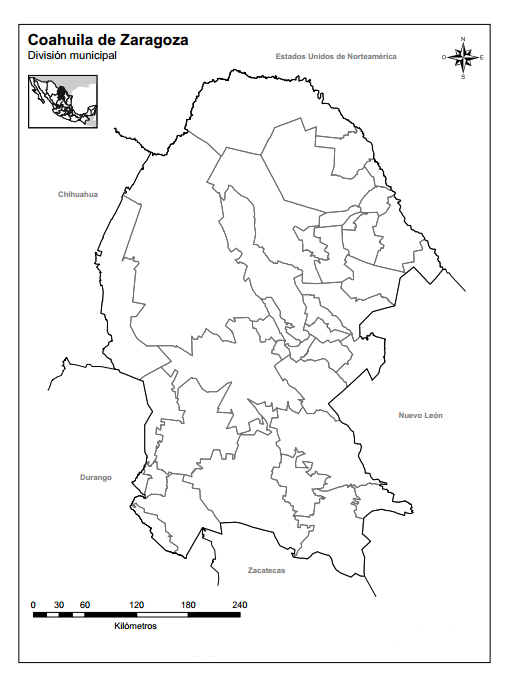 Coahuila de Zaragoza
División municipal
Estados Unidos de Norteamérica
N
O
E
S
Chihuahua
Nuevo León
Durango
Zacatecas
0 30 60 120 180 240
Kilómetros